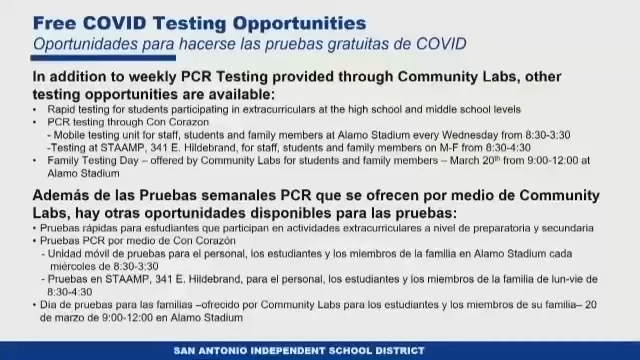 Free COVID Testing Opportunities
Oportunidades para hacerse las pruebas gratuitas de COVID
In addition to weekly PCR Testing provided through Community Labs, other
testing opportunities are available:
• Rapid testing for students participating in extracurriculars at the high school and middle school levels
• PCR testing through Con Corazon
- Mobile testing unit for staff, students and family members at Alamo Stadium every Wednesday from 8:30-3:30
-Testing at STAAMP, 341 E. Hildebrand, for staff, students and family members on M-F from 8:30-4:30
• Family Testing Day – offered by Community Labs for students and family members – March 20th from 9:00-12:00 at
Alamo Stadium
Además de las Pruebas semanales PCR que se ofrecen por medio de Community
Labs, hay otras oportunidades disponibles para las pruebas:
• Pruebas rápidas para estudiantes que participan en actividades extracurriculares a nivel de preparatoria y secundaria
• Pruebas PCR por medio de Con Corazón
- Unidad móvil de pruebas para el personal, los estudiantes y los miembros de la familia en Alamo Stadium cada
miércoles de 8:30-3:30
- Pruebas en STAAMP, 341 E. Hildebrand, para el personal, los estudiantes y los miembros de la familia de lun-vie de
8:30-4:30
• Día de pruebas para las familias –ofrecido por Community Labs para los estudiantes y los miembros de su familia– 20
de marzo de 9:00-12:00 en Alamo Stadium
SAN ANTONIO INDEPENDENT SCHOOL DISTRICT